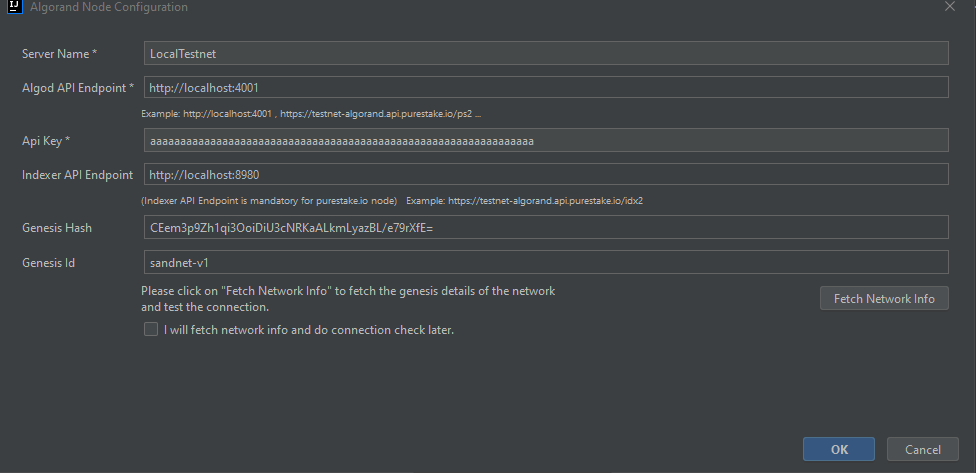 IJ Algorand Node Configuration
Server Name * LocalTestnet
Algod API Endpoint * http://localhost:4001
Example: http://localhost:4001 , https://testnet-algorand.api.purestake.io/ps2 ...
Api Key * aaaaaaaaaaaaaaaaaaaaaaaaaaaaaaaaaaaaaaaaaaaaaaaaaaaaaaaaaaaaaaaa
Indexer API Endpoint http://localhost:8980
(Indexer API Endpoint is mandatory for purestake.io node) Example: https://testnet-algorand.api.purestake.io/idx2
Genesis Hash CEem3p9Zh1qi3OoiDiU3cNRKaALkmLyazBL/e79rXfE=
Genesis Id sandnet-v1
Please click on "Fetch Network Info" to fetch the genesis details of the network
and test the connection.
Fetch Network Info
I will fetch network info and do connection check later.
OK Cancel